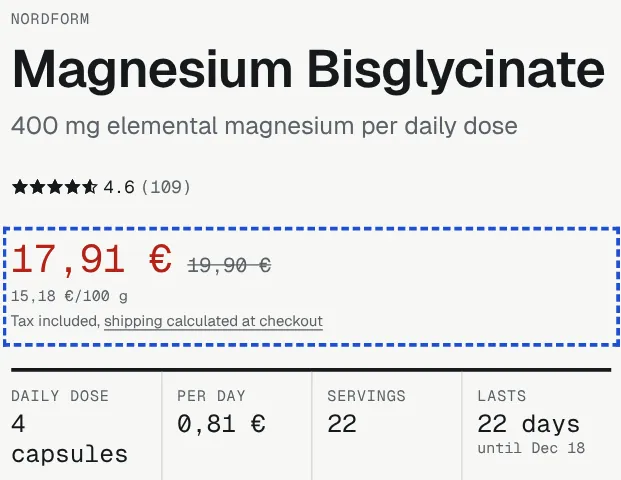 NORDFORM
Magnesium Bisglycinate
400 mg elemental magnesium per daily dose
4.6 (109)
17,91 € 19,90 €
15,18 €/100 g
Tax included, shipping calculated at checkout
DAILY DOSE PER DAY SERVINGS LASTS
4 capsules 0,81 € 22 22 days
until Dec 18